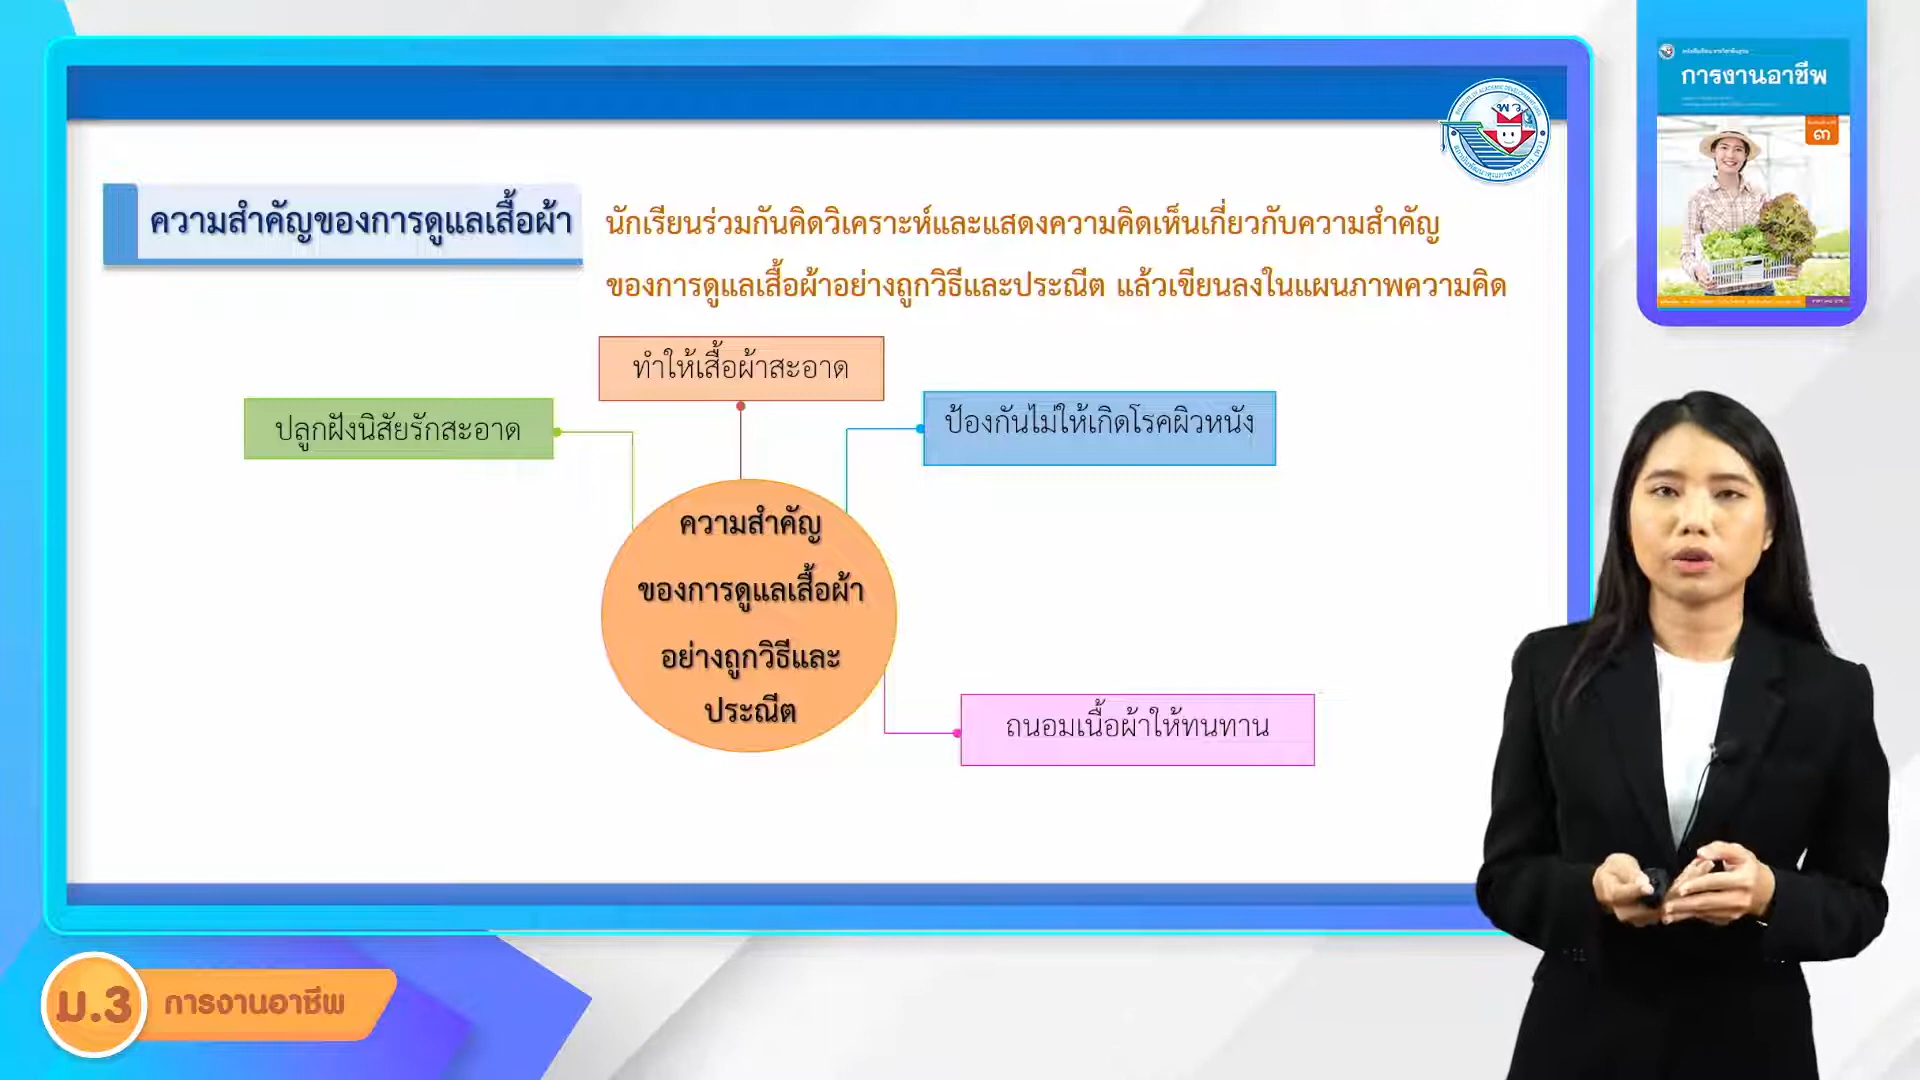 ความสำคัญของการดูแลเสื้อผ้า
นักเรียนร่วมกันคิดวิเคราะห์และแสดงความคิดเห็นเกี่ยวกับความสำคัญ
ของการดูแลเสื้อผ้าอย่างถูกวิธีและประณีต แล้วเขียนลงในแผนภาพความคิด
ทำให้เสื้อผ้าสะอาด
ปลูกฝังนิสัยรักสะอาด
ป้องกันไม่ให้เกิดโรคผิวหนัง
ความสำคัญ
ของการดูแลเสื้อผ้า
อย่างถูกวิธีและ
ประณีต
ถนอมเนื้อผ้าให้ทนทาน
พว
การงานอาชีพ
๓
ม.3 การงานอาชีพ